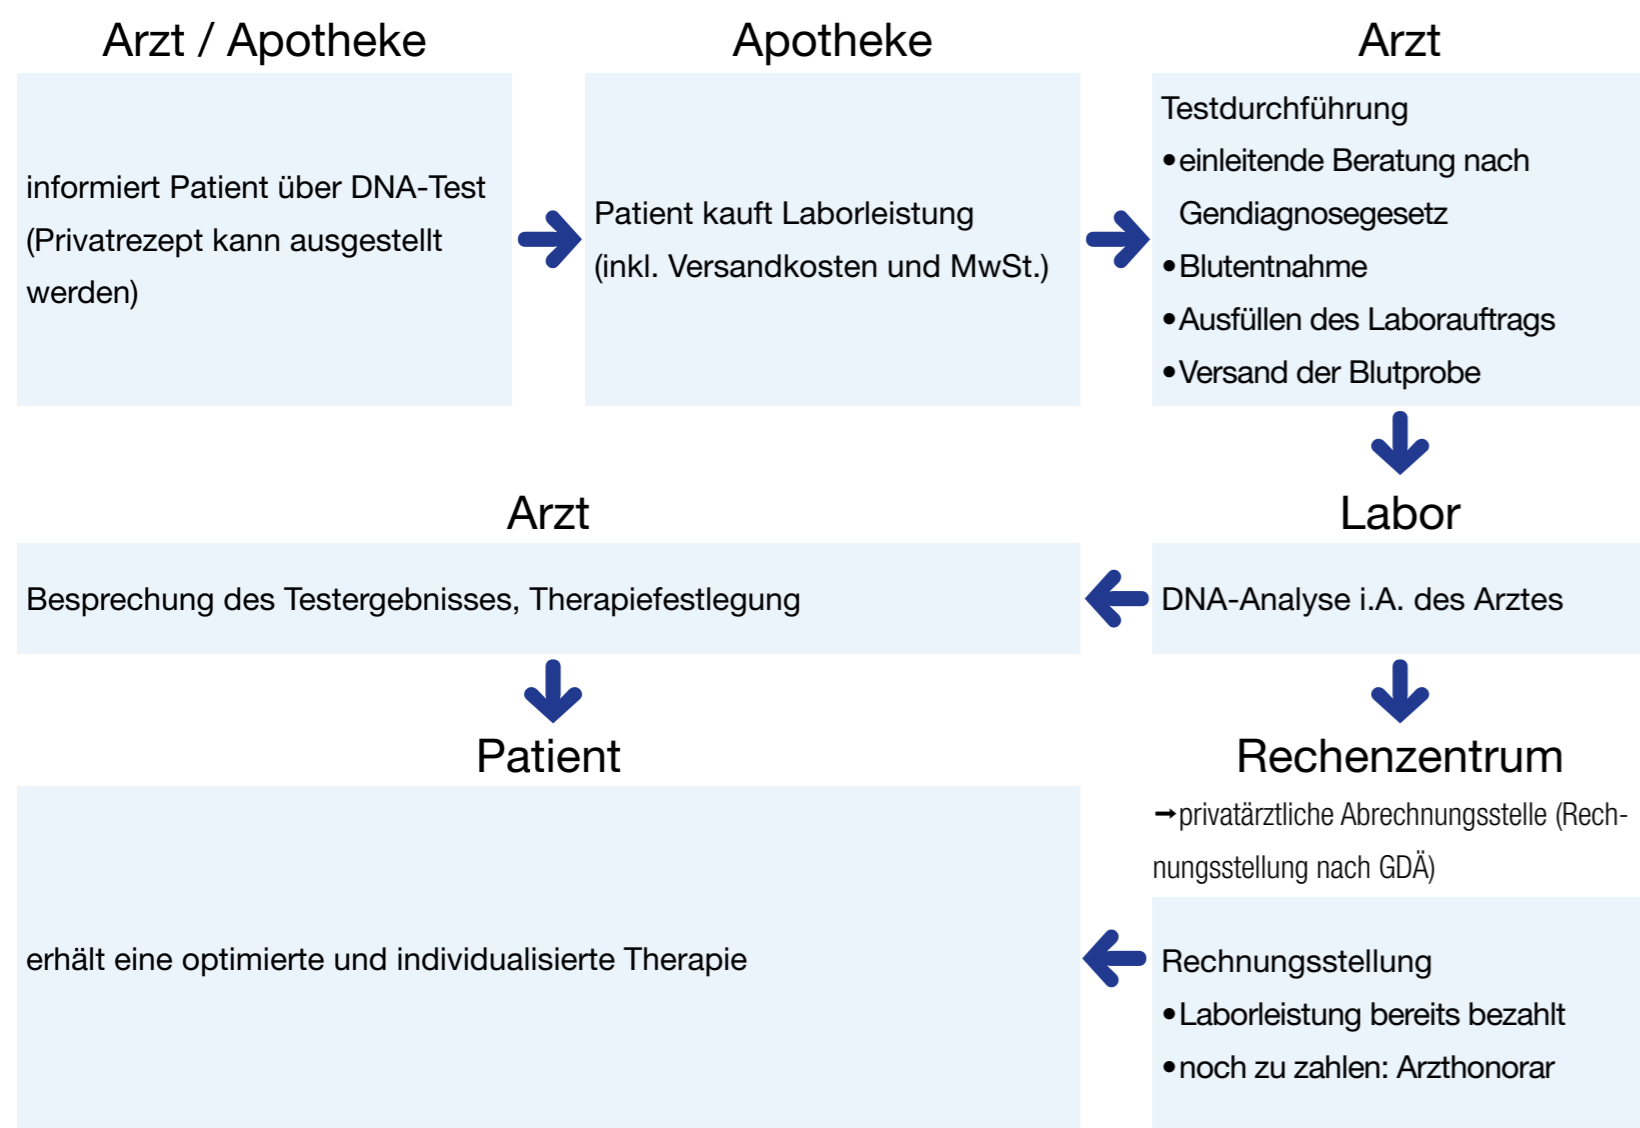 Arzt / Apotheke
informiert Patient über DNA-Test
(Privatrezept kann ausgestellt
werden)
Apotheke
Patient kauft Laborleistung
(inkl. Versandkosten und MwSt.)
Arzt
Testdurchführung
•einleitende Beratung nach
Gendiagnosegesetz
•Blutentnahme
•Ausfüllen des Laborauftrags
•Versand der Blutprobe
Labor
DNA-Analyse i.A. des Arztes
Arzt
Besprechung des Testergebnisses, Therapiefestlegung
Rechenzentrum
→privatärztliche Abrechnungsstelle (Rech-
nungsstellung nach GDÄ)
Rechnungsstellung
•Laborleistung bereits bezahlt
•noch zu zahlen: Arzthonorar
Patient
erhält eine optimierte und individualisierte Therapie